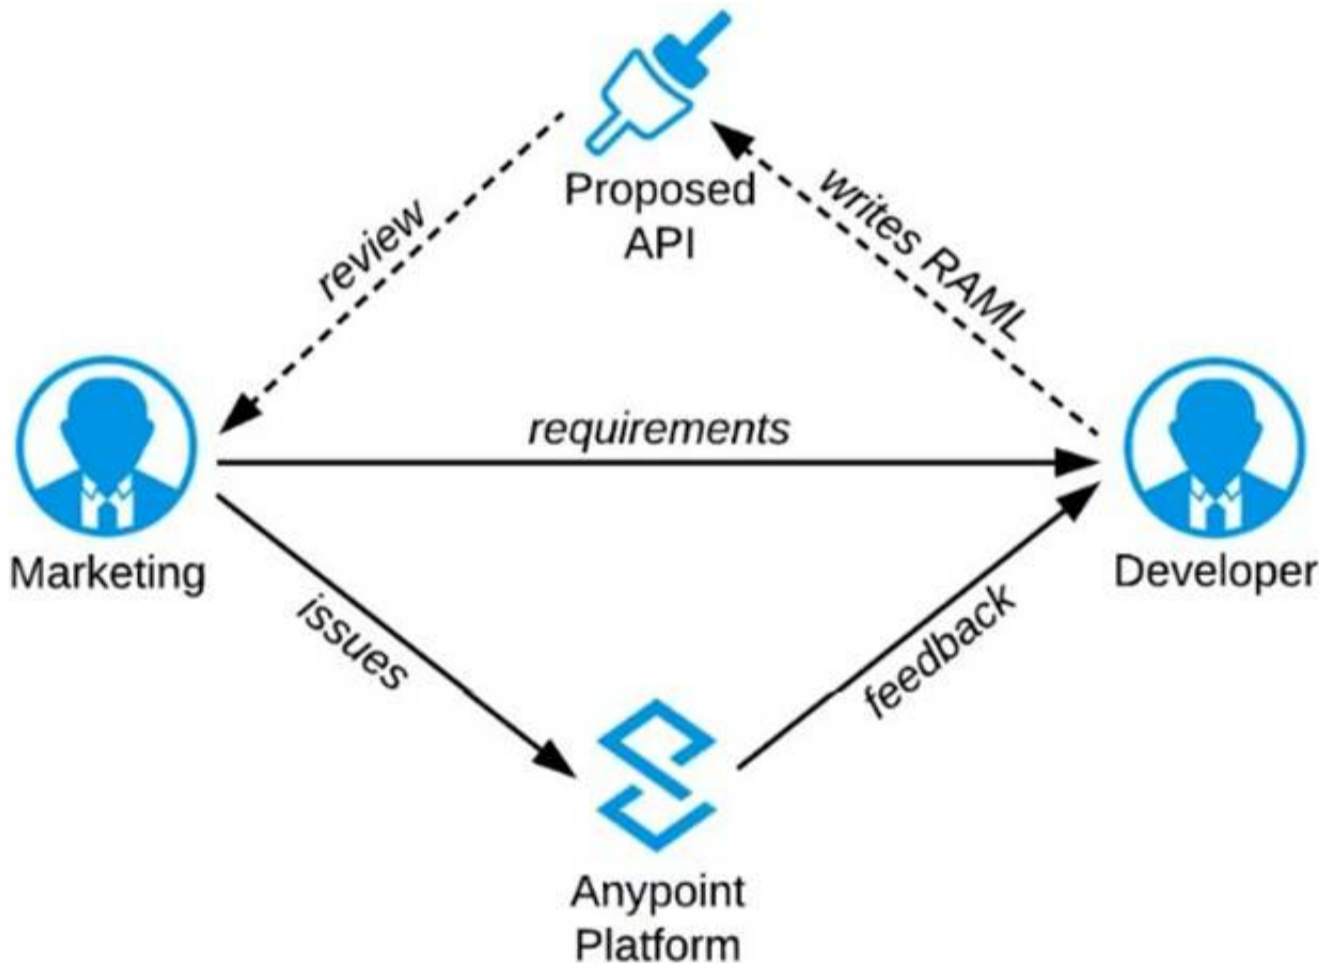 Proposed
API
writes RAML
review
requirements
Marketing
Developer
issues
feedback
Anypoint
Platform